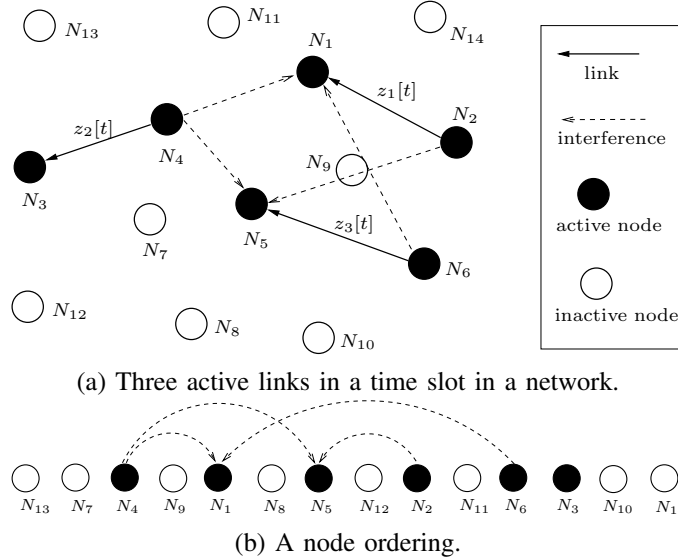 N13
N11
N14
N1
z1[t]
link
N2
z2[t]
N4
interference
N9
N3
N5
z3[t]
active node
N7
N6
N12
N8
N10
inactive node
(a) Three active links in a time slot in a network.
N13 N7 N4 N9 N1 N8 N5 N12 N2 N11 N6 N3 N10 N1
(b) A node ordering.